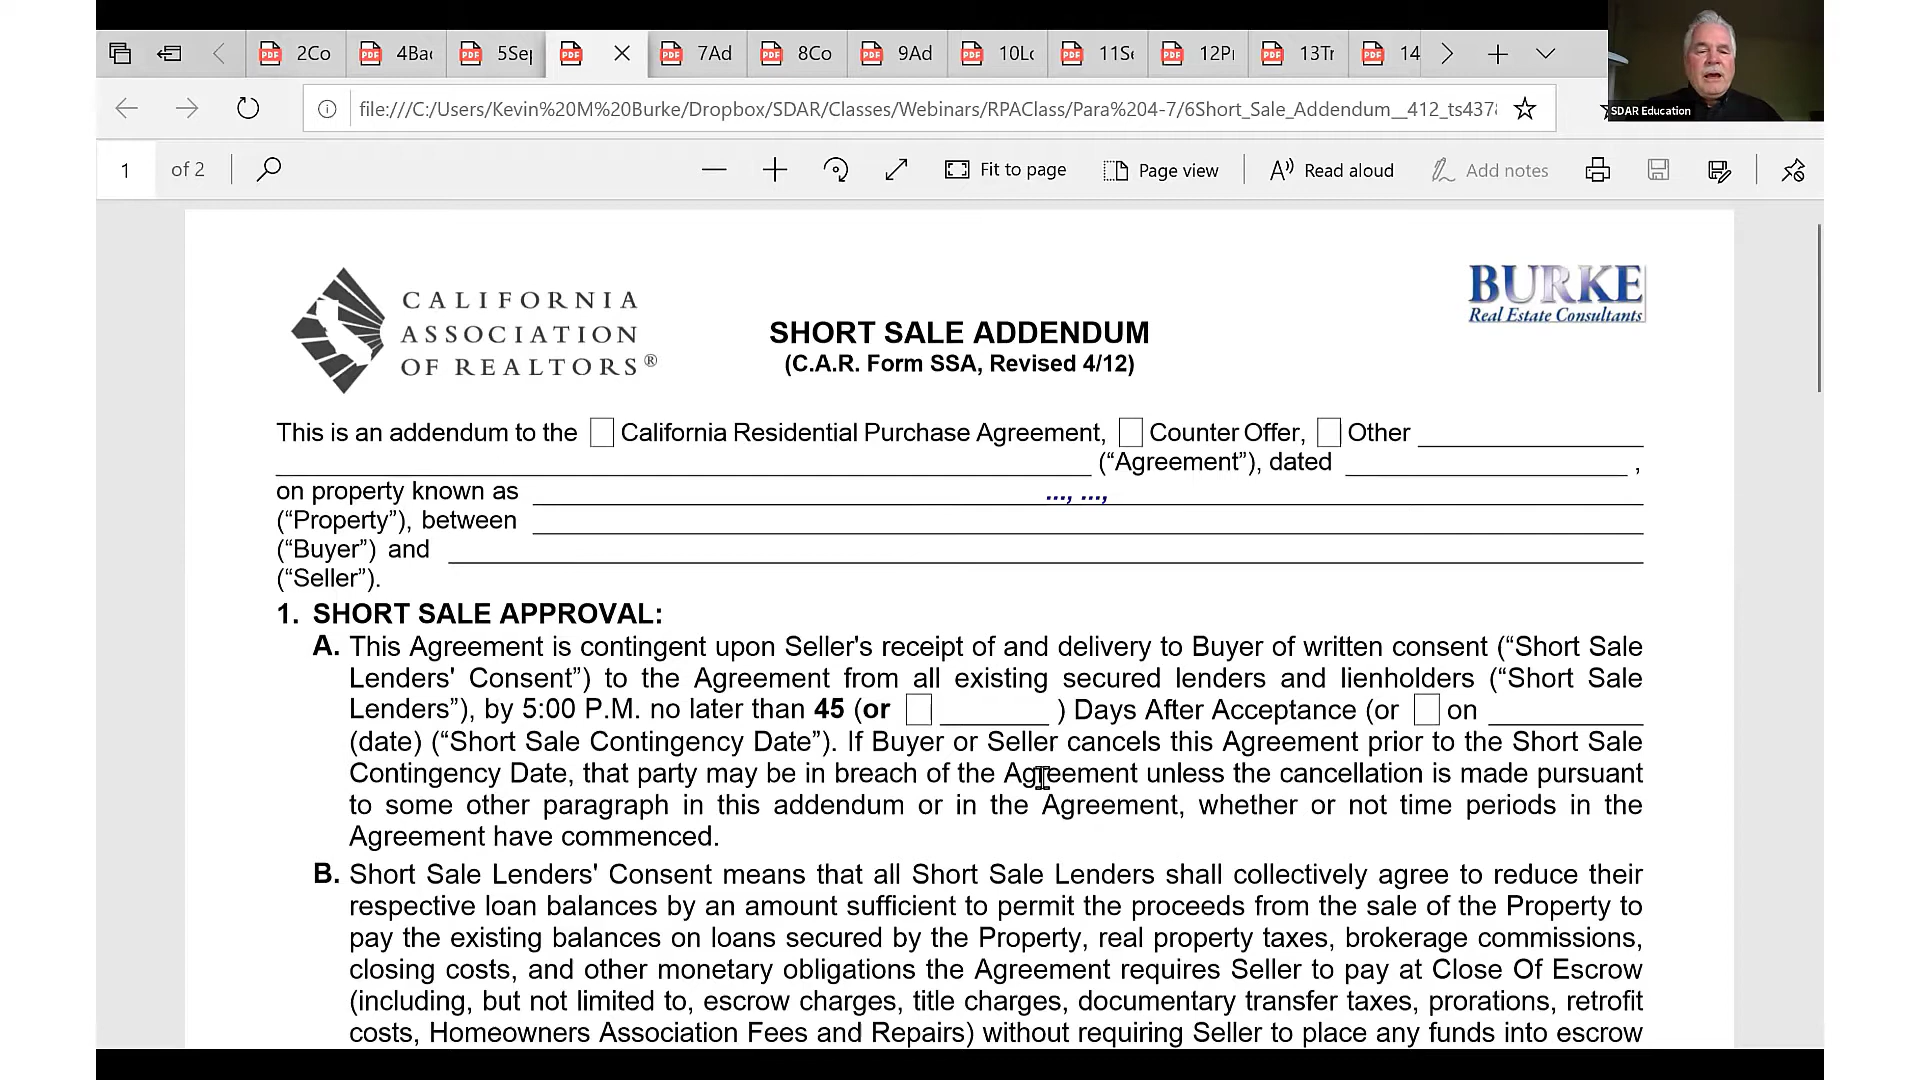 2Co
4Bac
5Sep
7Ad
8Co
9Ad
10Lo
11Se
12Pr
13Tr
14
file:///C:/Users/Kevin%20M%20Burke/Dropbox/SDAR/Classes/Webinars/RPAClass/Para%204-7/6Short_Sale_Addendum__412_ts4378
SDAR Education
1 of 2
Fit to page
Page view
Read aloud
Add notes
CALIFORNIA
ASSOCIATION
OF REALTORS®
SHORT SALE ADDENDUM
(C.A.R. Form SSA, Revised 4/12)
BURKE
Real Estate Consultants
This is an addendum to the California Residential Purchase Agreement, Counter Offer, Other
(“Agreement”), dated ,
on property known as ..., ...,
(“Property”), between
(“Buyer”) and
(“Seller”).
1. SHORT SALE APPROVAL:
A. This Agreement is contingent upon Seller's receipt of and delivery to Buyer of written consent (“Short Sale
Lenders' Consent”) to the Agreement from all existing secured lenders and lienholders (“Short Sale
Lenders”), by 5:00 P.M. no later than 45 (or ) Days After Acceptance (or on
(date) (“Short Sale Contingency Date”). If Buyer or Seller cancels this Agreement prior to the Short Sale
Contingency Date, that party may be in breach of the Agreement unless the cancellation is made pursuant
to some other paragraph in this addendum or in the Agreement, whether or not time periods in the
Agreement have commenced.
B. Short Sale Lenders' Consent means that all Short Sale Lenders shall collectively agree to reduce their
respective loan balances by an amount sufficient to permit the proceeds from the sale of the Property to
pay the existing balances on loans secured by the Property, real property taxes, brokerage commissions,
closing costs, and other monetary obligations the Agreement requires Seller to pay at Close Of Escrow
(including, but not limited to, escrow charges, title charges, documentary transfer taxes, prorations, retrofit
costs, Homeowners Association Fees and Repairs) without requiring Seller to place any funds into escrow